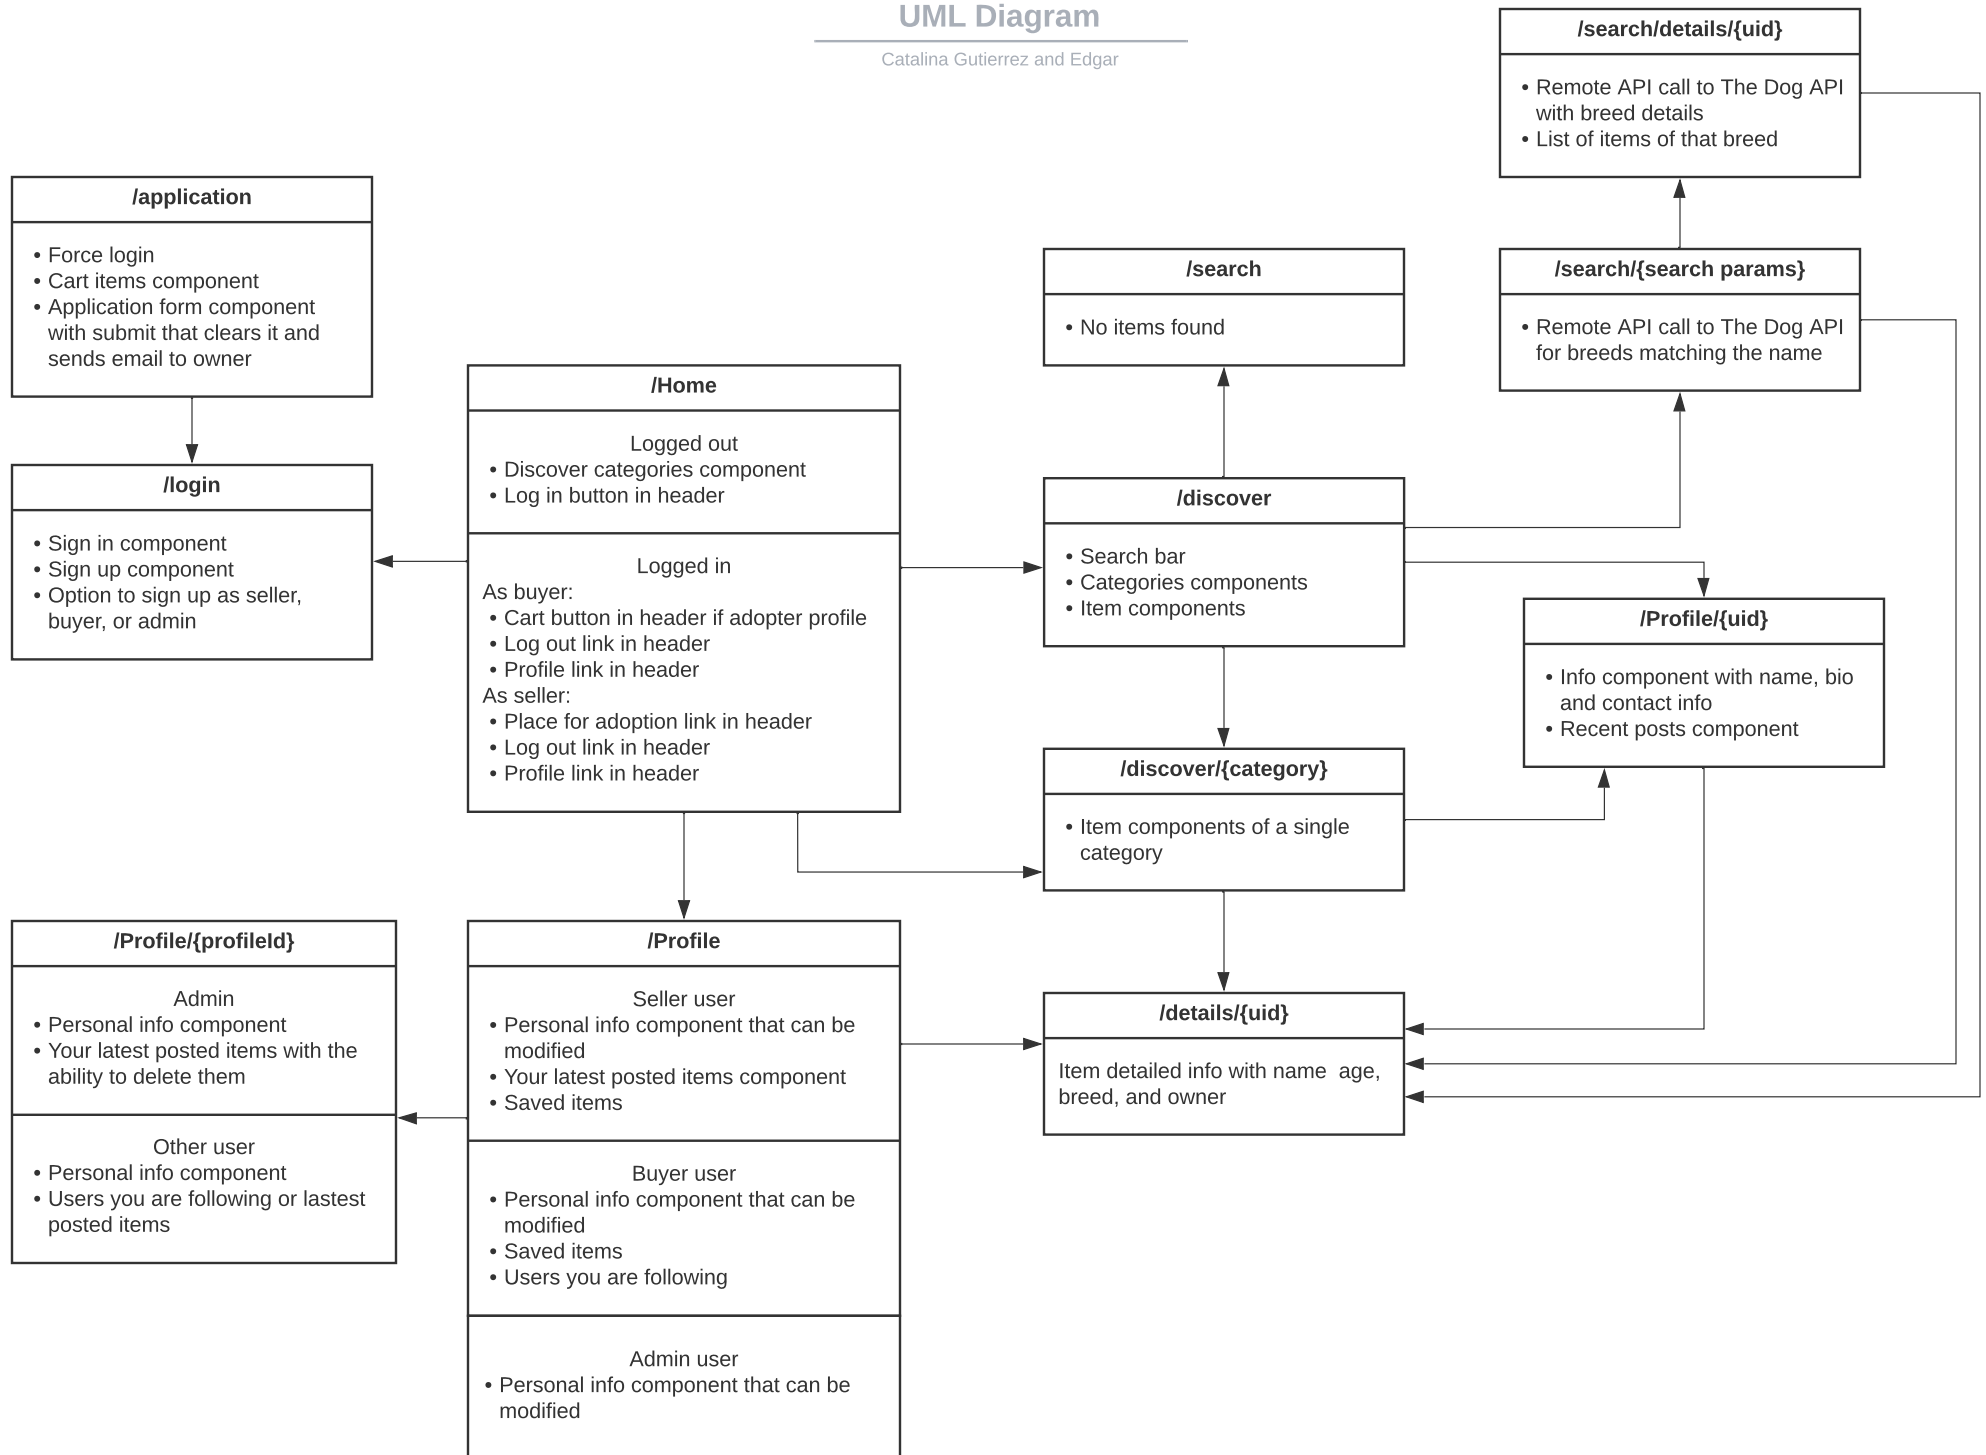 UML Diagram
Catalina Gutierrez and Edgar
/search/details/{uid}
• Remote API call to The Dog API
with breed details
• List of items of that breed
/application
• Force login
• Cart items component
• Application form component
with submit that clears it and
sends email to owner
/search
• No items found
/search/{search params}
• Remote API call to The Dog API
for breeds matching the name
/Home
Logged out
• Discover categories component
• Log in button in header
Logged in
As buyer:
• Cart button in header if adopter profile
• Log out link in header
• Profile link in header
As seller:
• Place for adoption link in header
• Log out link in header
• Profile link in header
/login
• Sign in component
• Sign up component
• Option to sign up as seller,
buyer, or admin
/discover
• Search bar
• Categories components
• Item components
/Profile/{uid}
• Info component with name, bio
and contact info
• Recent posts component
/discover/{category}
• Item components of a single
category
/Profile/{profileId}
Admin
• Personal info component
• Your latest posted items with the
ability to delete them
Other user
• Personal info component
• Users you are following or lastest
posted items
/Profile
Seller user
• Personal info component that can be
modified
• Your latest posted items component
• Saved items
Buyer user
• Personal info component that can be
modified
• Saved items
• Users you are following
Admin user
• Personal info component that can be
modified
/details/{uid}
Item detailed info with name  age,
breed, and owner